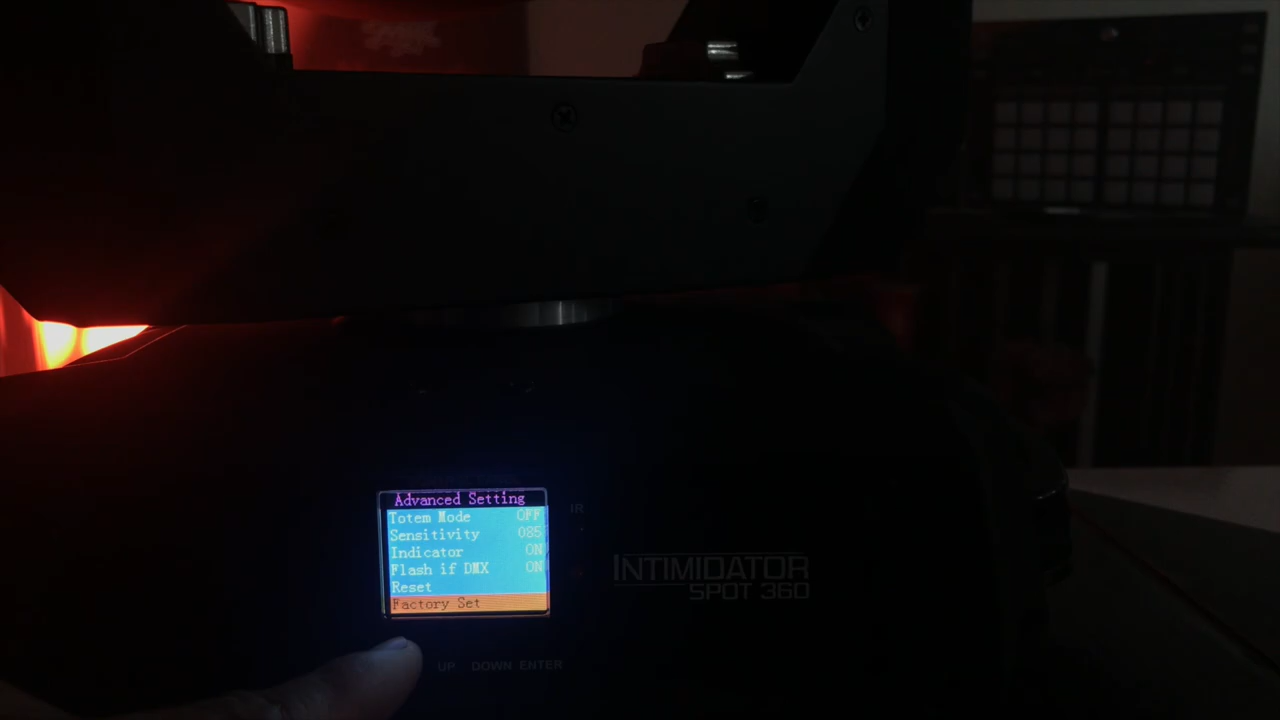 Advanced Setting
Totem Mode OFF
Sensitivity 085
Indicator ON
Flash if DMX ON
Reset
Factory Set
IR
INTIMIDATOR
SPOT 360
UP DOWN ENTER